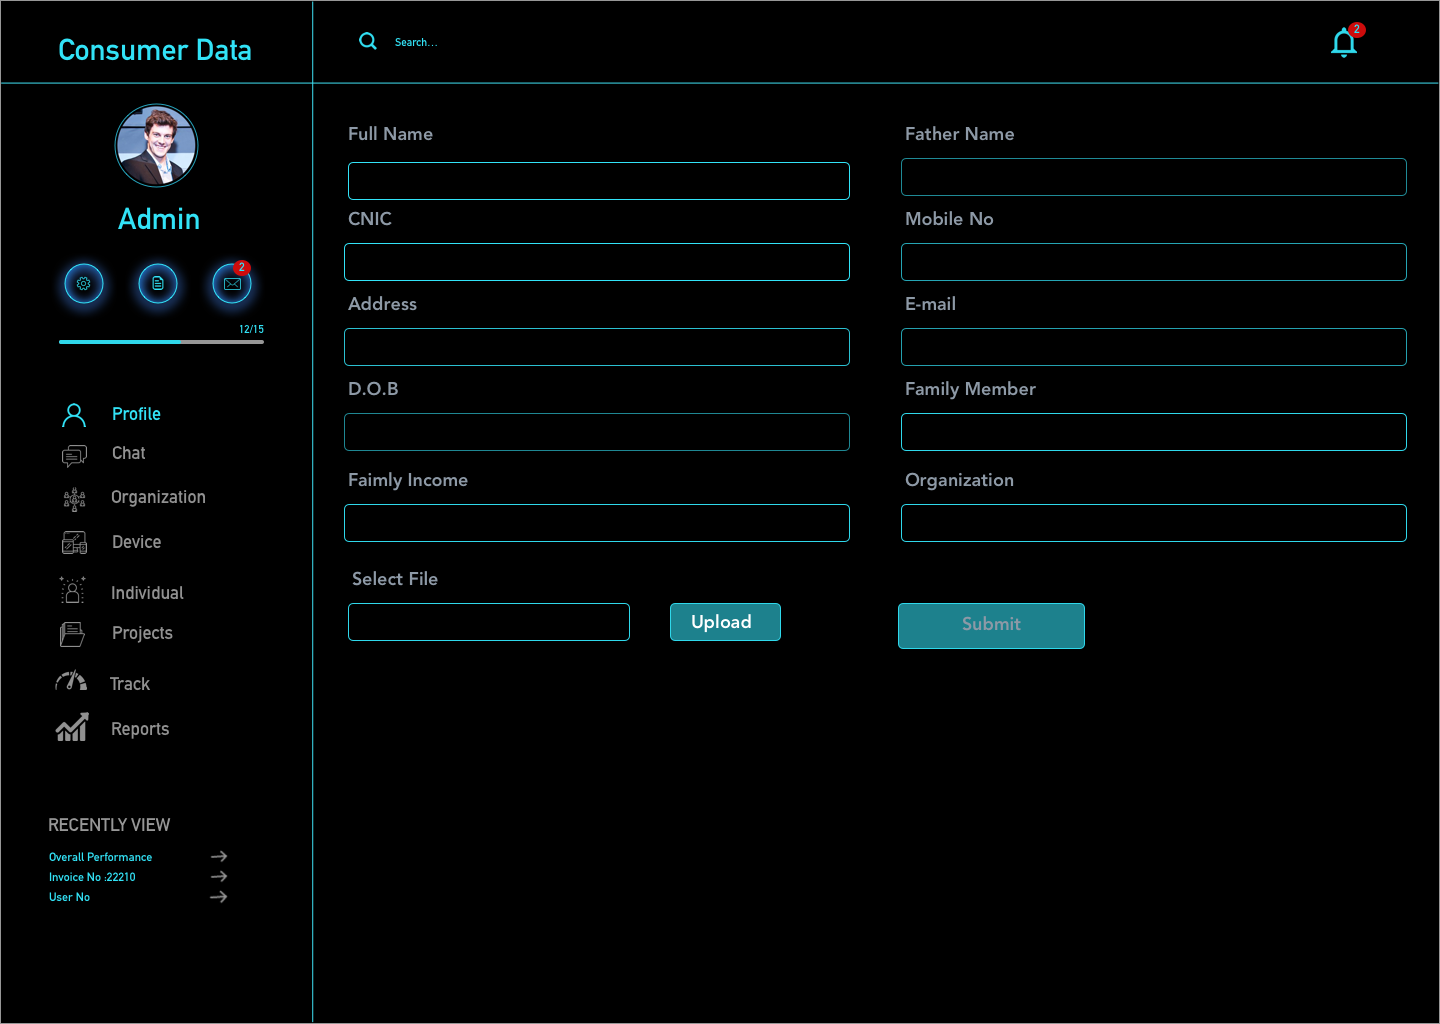 Consumer Data
Search...
2
Admin
2
12/15
Profile
Chat
Organization
Device
Individual
Projects
Track
Reports
RECENTLY VIEW
Overall Performance
Invoice No :22210
User No
Full Name
Father Name
CNIC
Mobile No
Address
E-mail
D.O.B
Family Member
Faimly Income
Organization
Select File
Upload
Submit